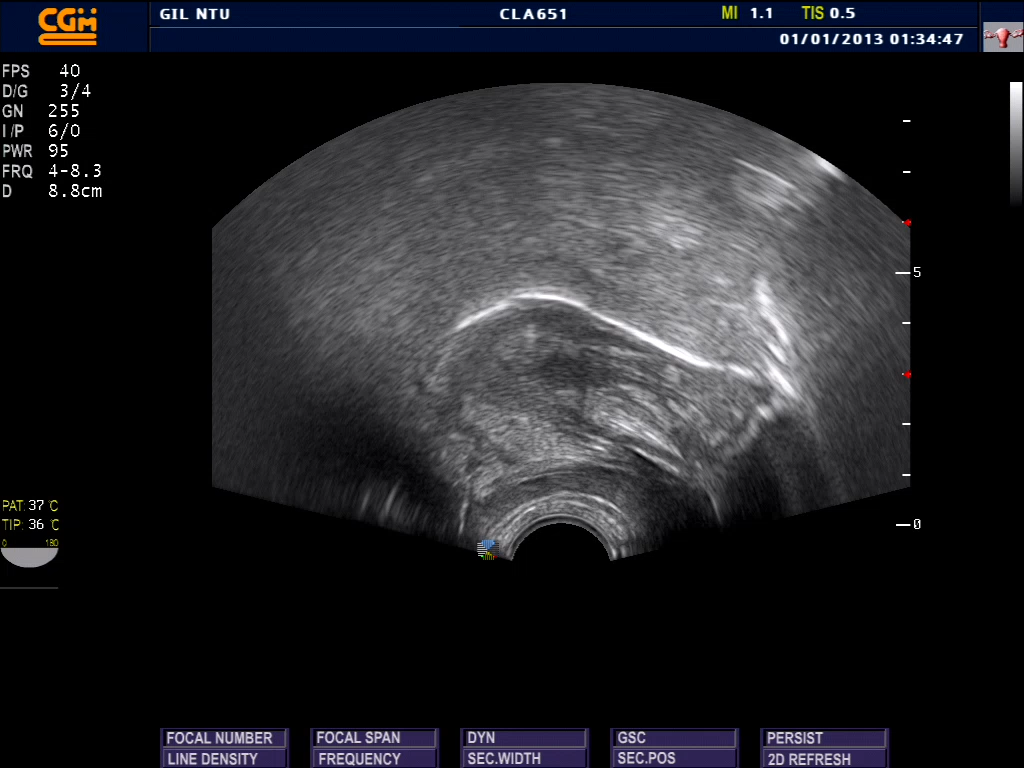 CGM
GIL NTU CLA651 MI 1.1 TIS 0.5
01/01/2013 01:34:47
FPS 40
D/G 3/4
GN 255
I/P 6/0
PWR 95
FRQ 4-8.3
D 8.8cm
5
PAT: 37 °C
TIP: 36 °C
0 180
0
FOCAL NUMBER FOCAL SPAN DYN GSC PERSIST
LINE DENSITY FREQUENCY SEC.WIDTH SEC.POS 2D REFRESH